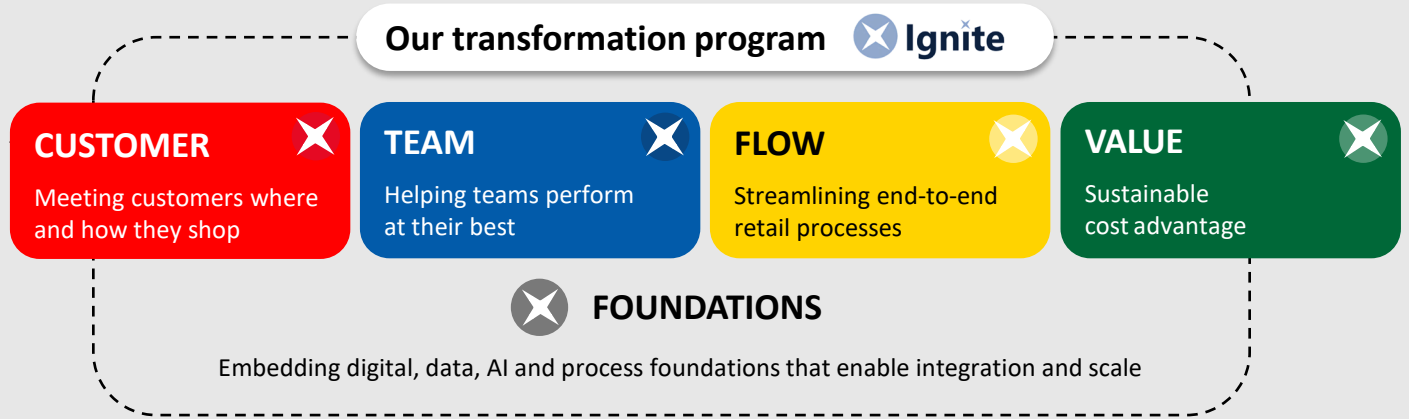 Our transformation program Ignite
CUSTOMER
Meeting customers where
and how they shop
TEAM
Helping teams perform
at their best
FLOW
Streamlining end-to-end
retail processes
VALUE
Sustainable
cost advantage
FOUNDATIONS
Embedding digital, data, AI and process foundations that enable integration and scale